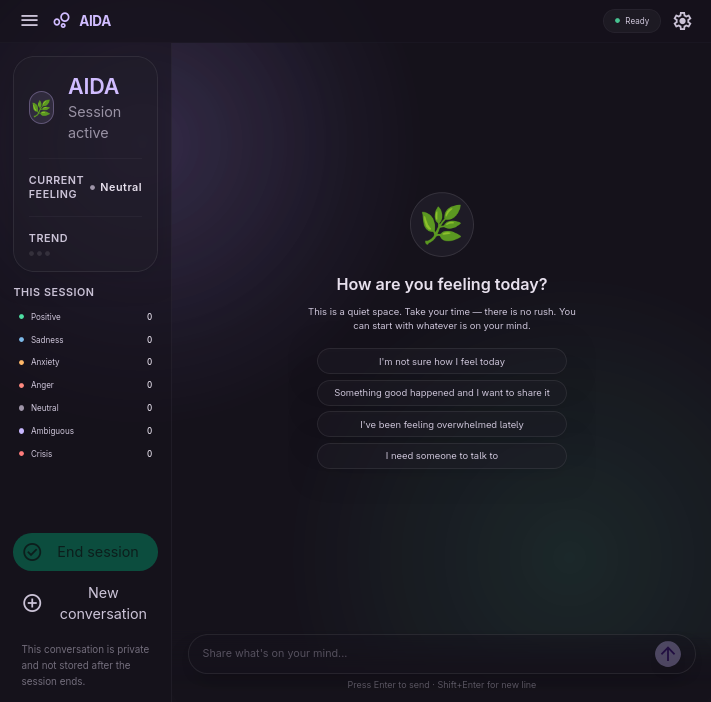 AIDA
Ready
AIDA
Session
active
CURRENT
FEELING
Neutral
TREND
THIS SESSION
Positive 0
Sadness 0
Anxiety 0
Anger 0
Neutral 0
Ambiguous 0
Crisis 0
End session
New
conversation
This conversation is private
and not stored after the
session ends.
How are you feeling today?
This is a quiet space. Take your time — there is no rush. You
can start with whatever is on your mind.
I'm not sure how I feel today
Something good happened and I want to share it
I've been feeling overwhelmed lately
I need someone to talk to
Share what's on your mind...
Press Enter to send · Shift+Enter for new line